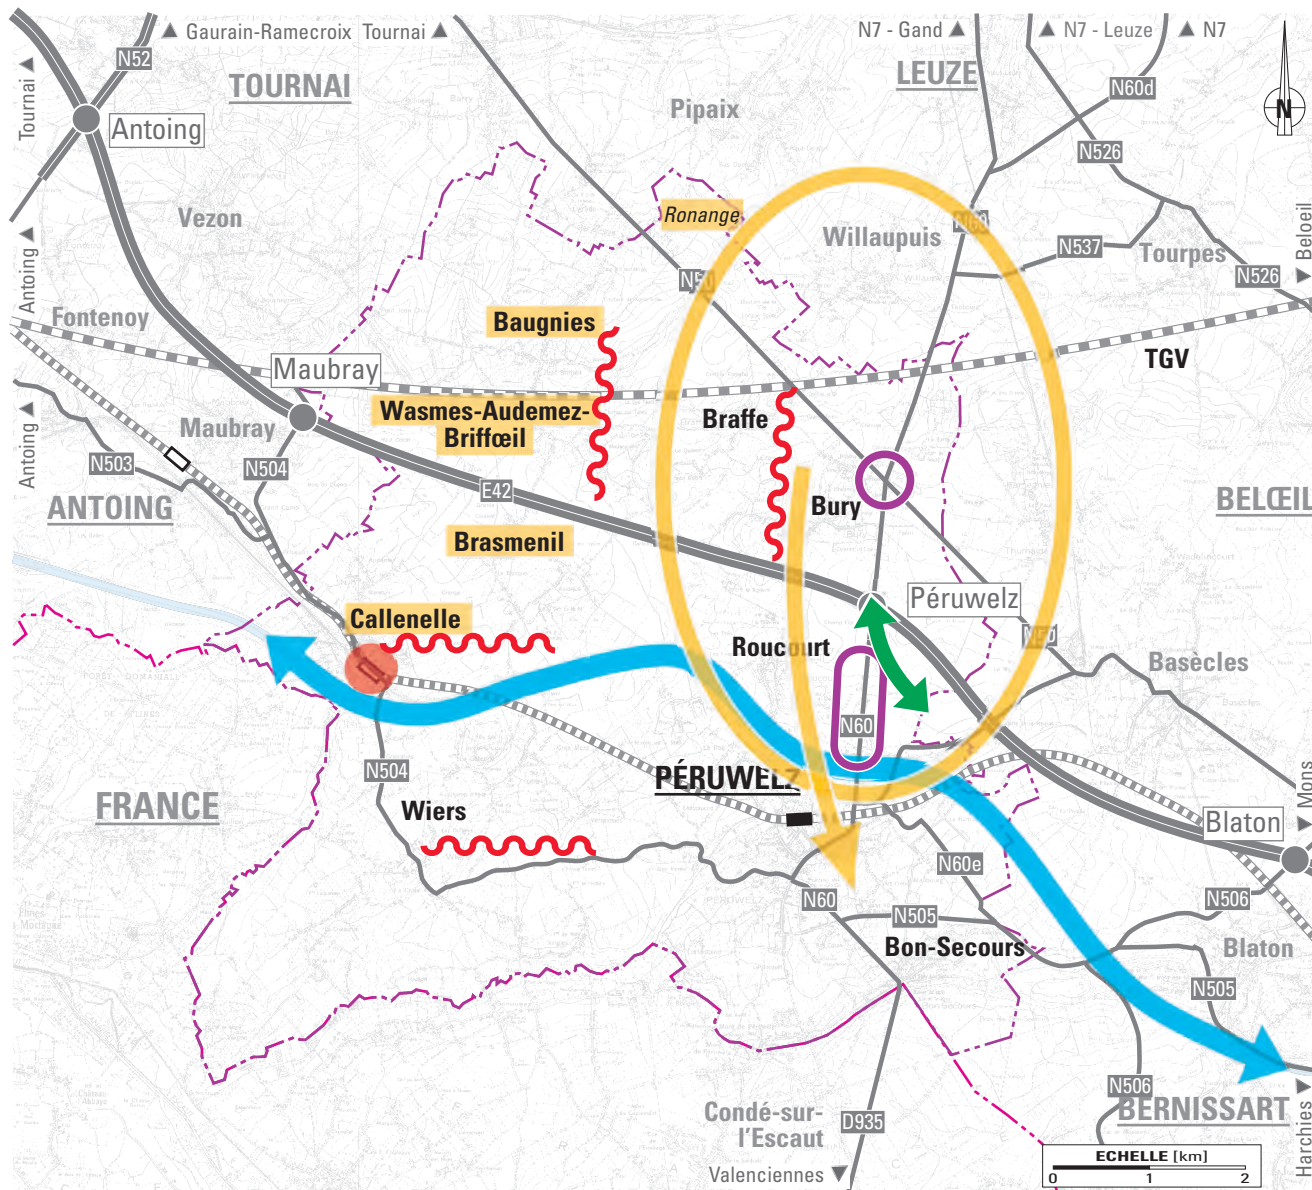 Gaurain-Ramecroix
Tournai
N7 - Gand
N7 - Leuze
N7
N52
Tournai
TOURNAI
LEUZE
N60d
Pipaix
N
Antoing
N526
Vezon
Ronange
Willaupuis
N60
N537
Tourpes
Beloeil
Antoing
N50
N526
Fontenoy
Baugnies
TGV
Maubray
Wasmes-Audemez-
Briffœil
Braffe
Antoing
Maubray
N503
N504
E42
ANTOING
Bury
BELŒIL
Brasmenil
Péruwelz
Callenelle
Roucourt
N50
Basècles
N60
N504
PÉRUWELZ
Mons
FRANCE
Wiers
Blaton
N60e
N60
N506
N505
Bon-Secours
Blaton
N505
N506
BERNISSART
Condé-sur-
l'Escaut
D935
Harchies
Valenciennes
ECHELLE [km]
0 1 2